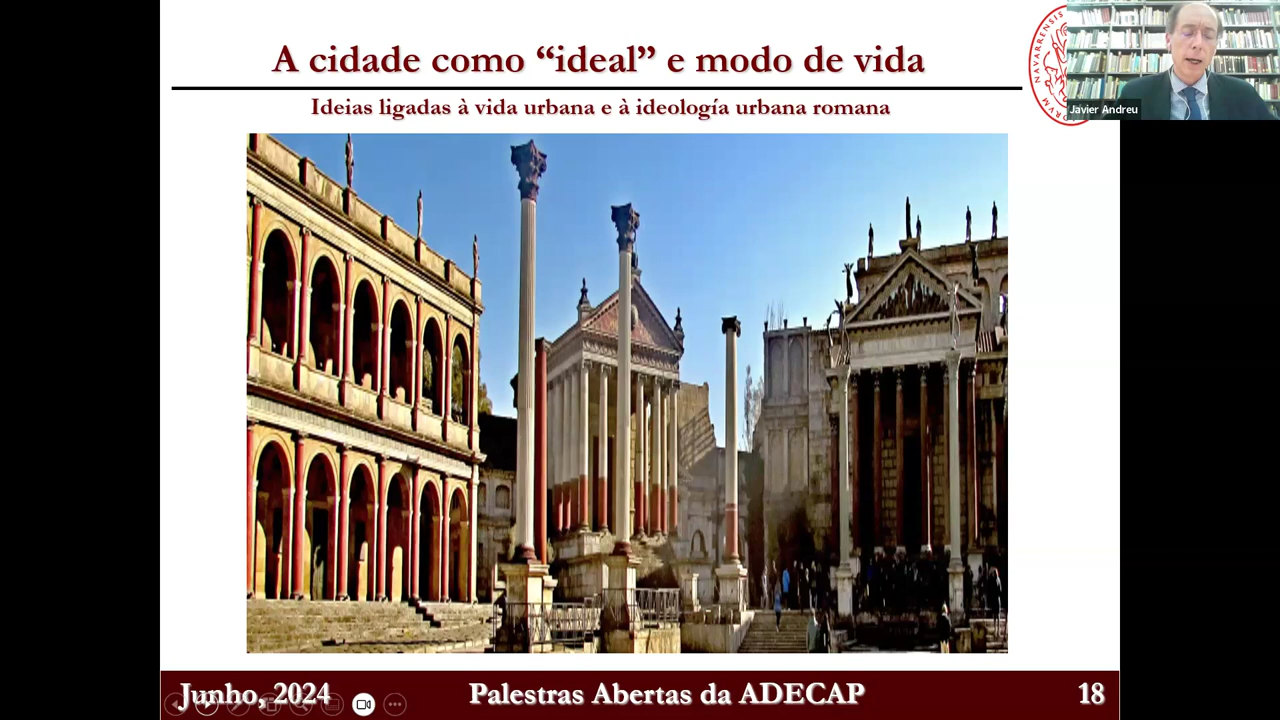 A cidade como “ideal” e modo de vida
Ideias ligadas à vida urbana e à ideología urbana romana
NAVARRENSIS
Javier Andreu
Junho, 2024
Palestras Abertas da ADECAP
18